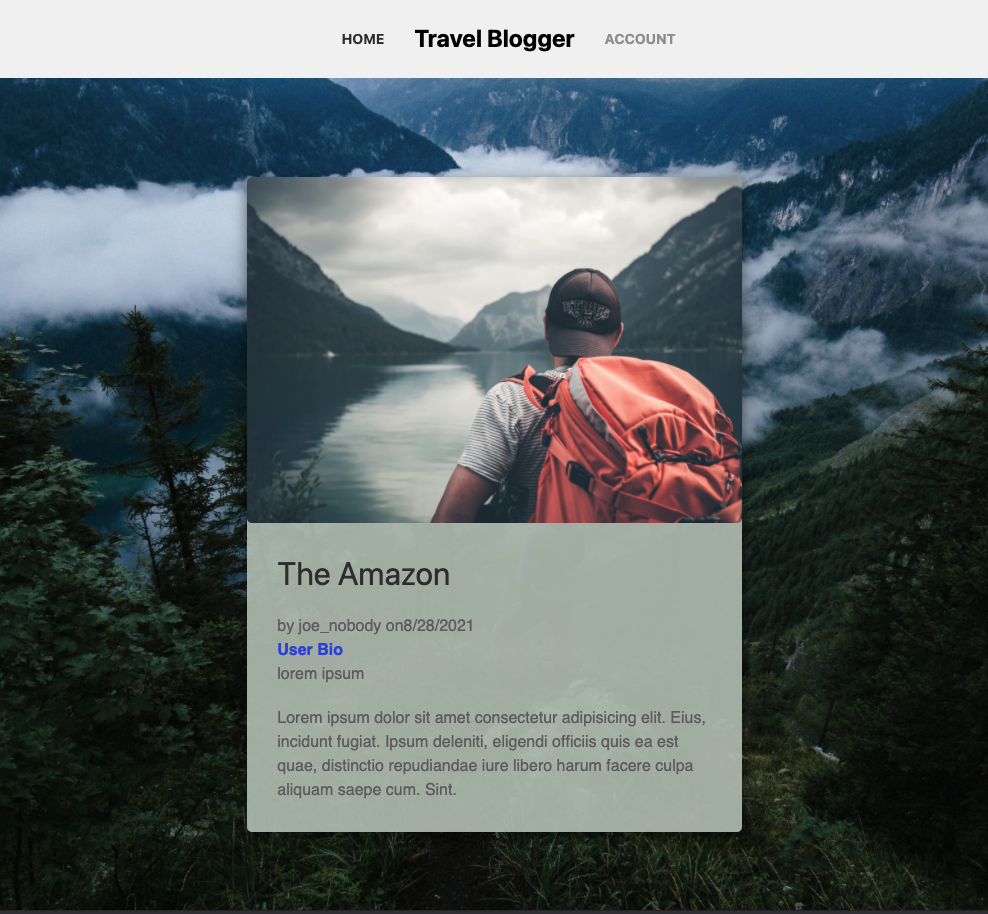 HOME Travel Blogger ACCOUNT
The Amazon
by joe_nobody on8/28/2021
User Bio
lorem ipsum
Lorem ipsum dolor sit amet consectetur adipisicing elit. Eius,
incidunt fugiat. Ipsum deleniti, eligendi officiis quis ea est
quae, distinctio repudiandae iure libero harum facere culpa
aliquam saepe cum. Sint.